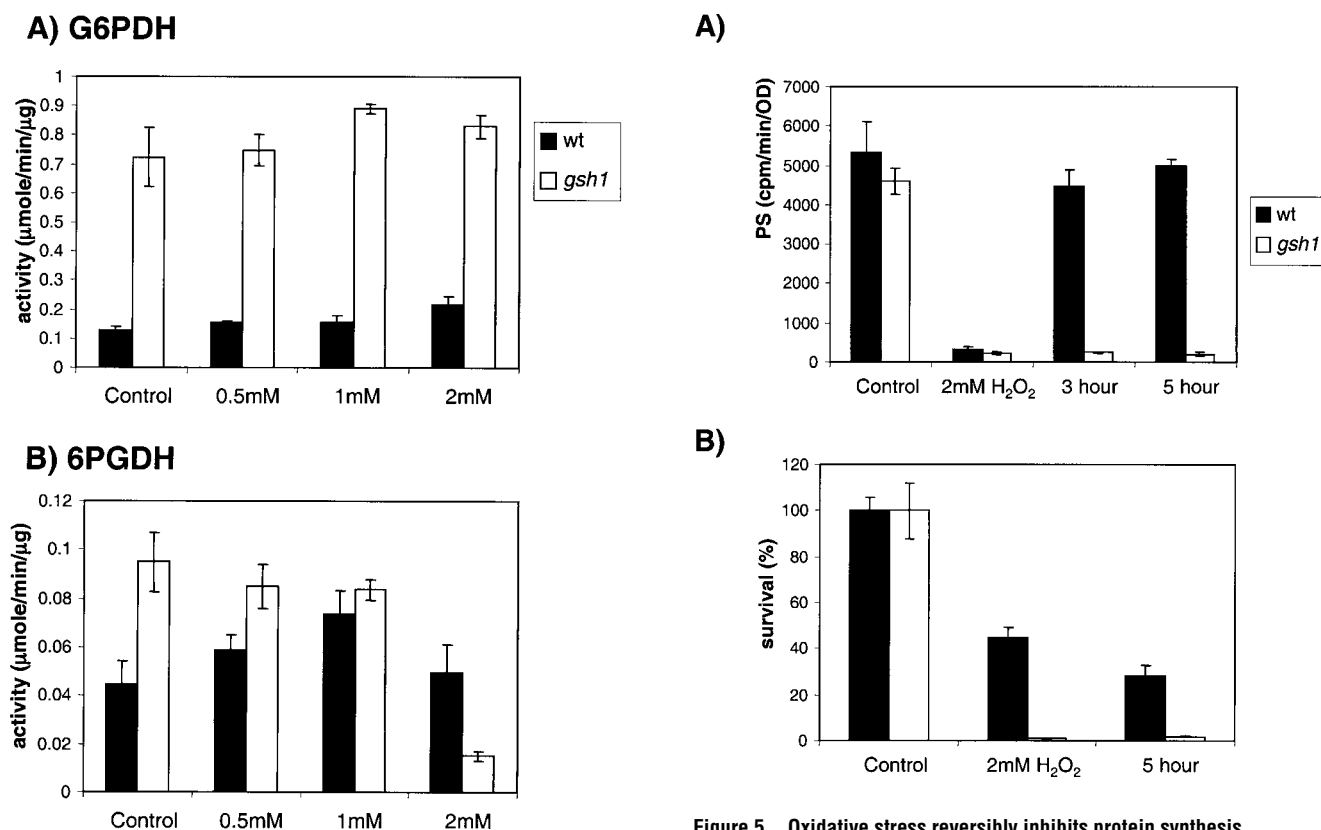 A) G6PDH
activity (µmole/min/µg)
1
0.9
0.8
0.7
0.6
0.5
0.4
0.3
0.2
0.1
0
Control 0.5mM 1mM 2mM
wt
gsh1
B) 6PGDH
activity (µmole/min/µg)
0.12
0.1
0.08
0.06
0.04
0.02
0
Control 0.5mM 1mM 2mM
A)
PS (cpm/min/OD)
7000
6000
5000
4000
3000
2000
1000
0
Control 2mM H₂O₂ 3 hour 5 hour
wt
gsh1
B)
survival (%)
120
100
80
60
40
20
0
Control 2mM H₂O₂ 5 hour
Figure 5 Oxidative stress reversibly inhibits protein synthesis